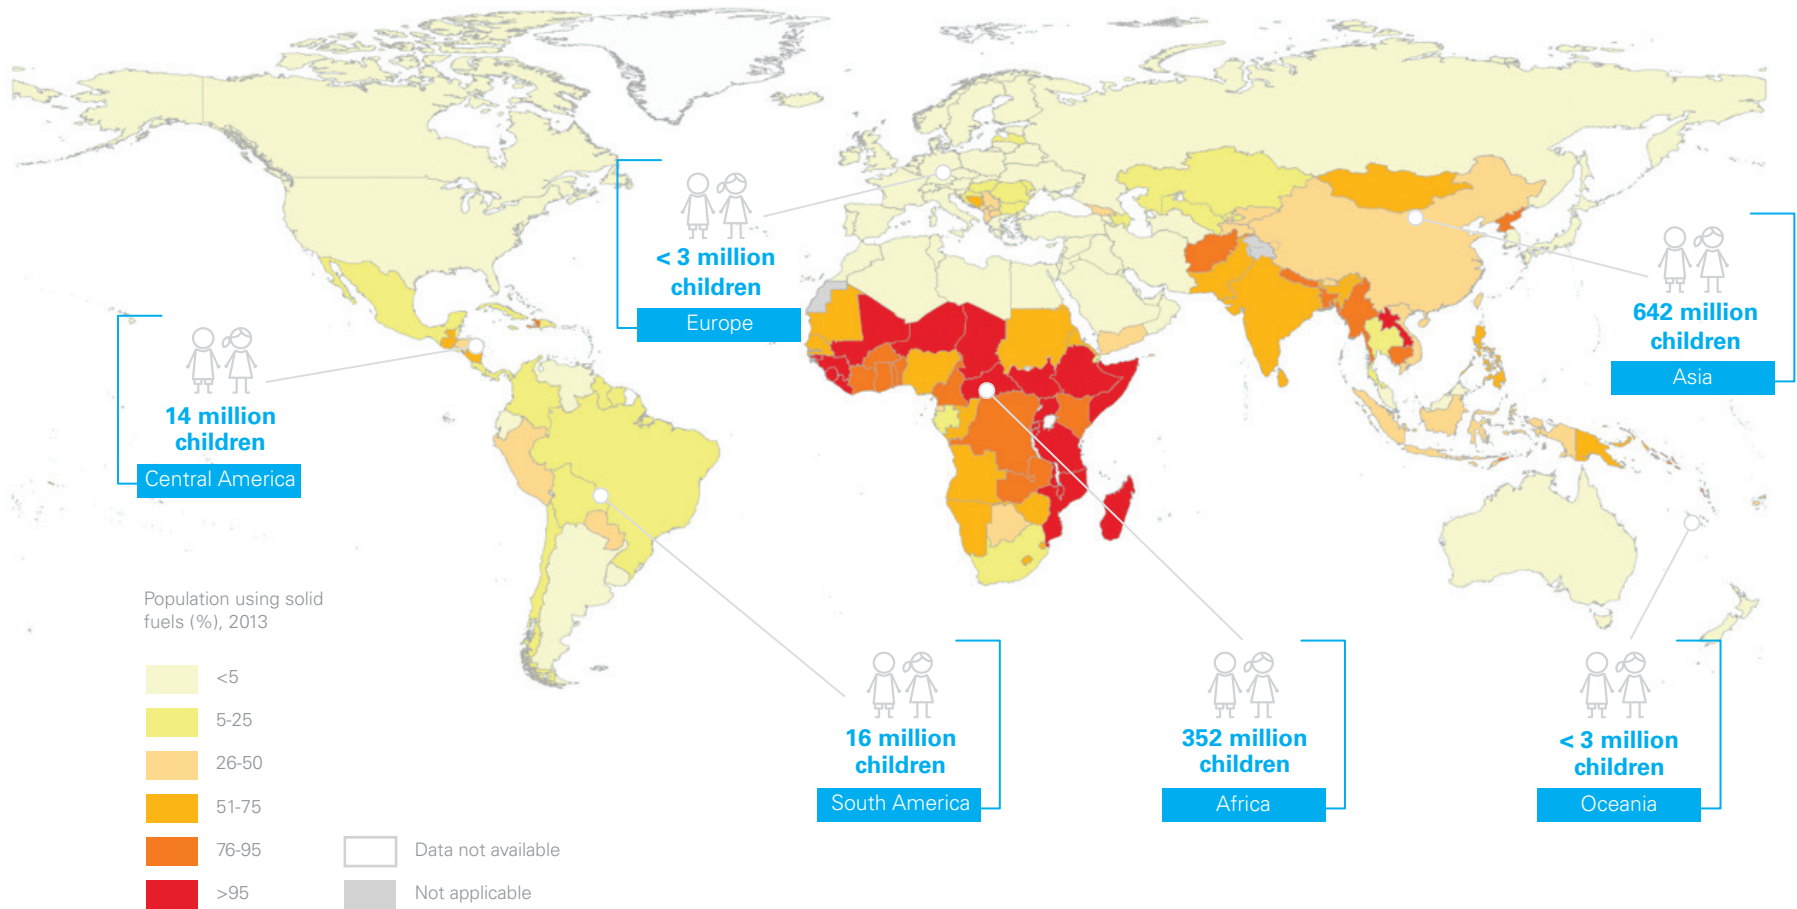 < 3 million
children
Europe
14 million
children
Central America
642 million
children
Asia
Population using solid
fuels (%), 2013
<5
5-25
26-50
51-75
76-95
>95
Data not available
Not applicable
16 million
children
South America
352 million
children
Africa
< 3 million
children
Oceania